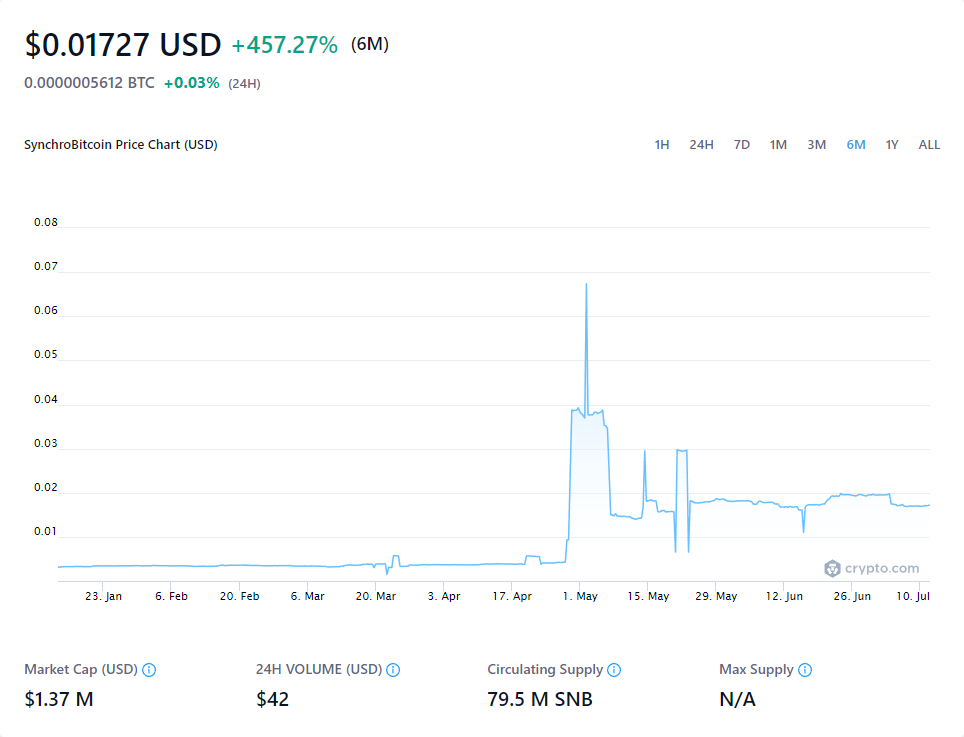 $0.01727 USD +457.27% (6M)
0.0000005612 BTC +0.03% (24H)
SynchroBitcoin Price Chart (USD) 1H 24H 7D 1M 3M 6M 1Y ALL
0.08
0.07
0.06
0.05
0.04
0.03
0.02
0.01
crypto.com
23. Jan 6. Feb 20. Feb 6. Mar 20. Mar 3. Apr 17. Apr 1. May 15. May 29. May 12. Jun 26. Jun 10. Jul
Market Cap (USD) 24H VOLUME (USD) Circulating Supply Max Supply
$1.37 M $42 79.5 M SNB N/A